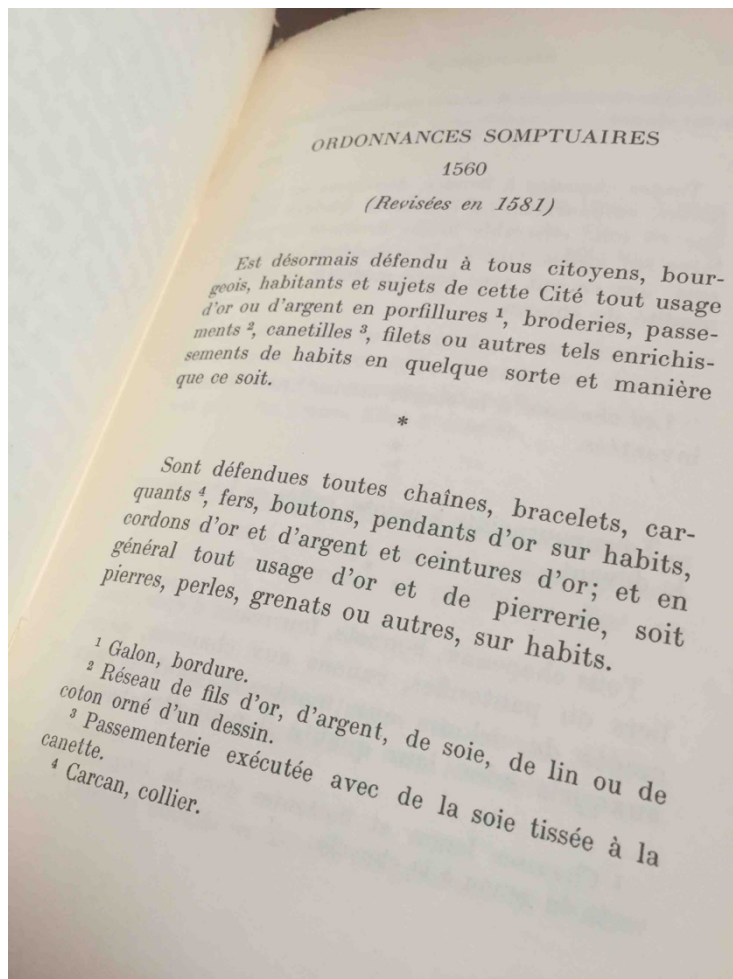 ORDONNANCES SOMPTUAIRES
1560
(Revisées en 1581)
Est désormais défendu à tous citoyens, bour-
geois, habitants et sujets de cette Cité tout usage
d'or ou d'argent en porfillures ¹, broderies, passe-
ments ², canetilles ³, filets ou autres tels enrichis-
sements de habits en quelque sorte et manière
que ce soit.
*
Sont défendues toutes chaînes, bracelets, car-
quants ⁴, fers, boutons, pendants d'or sur habits,
cordons d'or et d'argent et ceintures d'or; et en
général tout usage d'or et de pierrerie, soit
pierres, perles, grenats ou autres, sur habits.
¹ Galon, bordure.
² Réseau de fils d'or, d'argent, de soie, de lin ou de
coton orné d'un dessin.
³ Passementerie exécutée avec de la soie tissée à la
canette.
⁴ Carcan, collier.